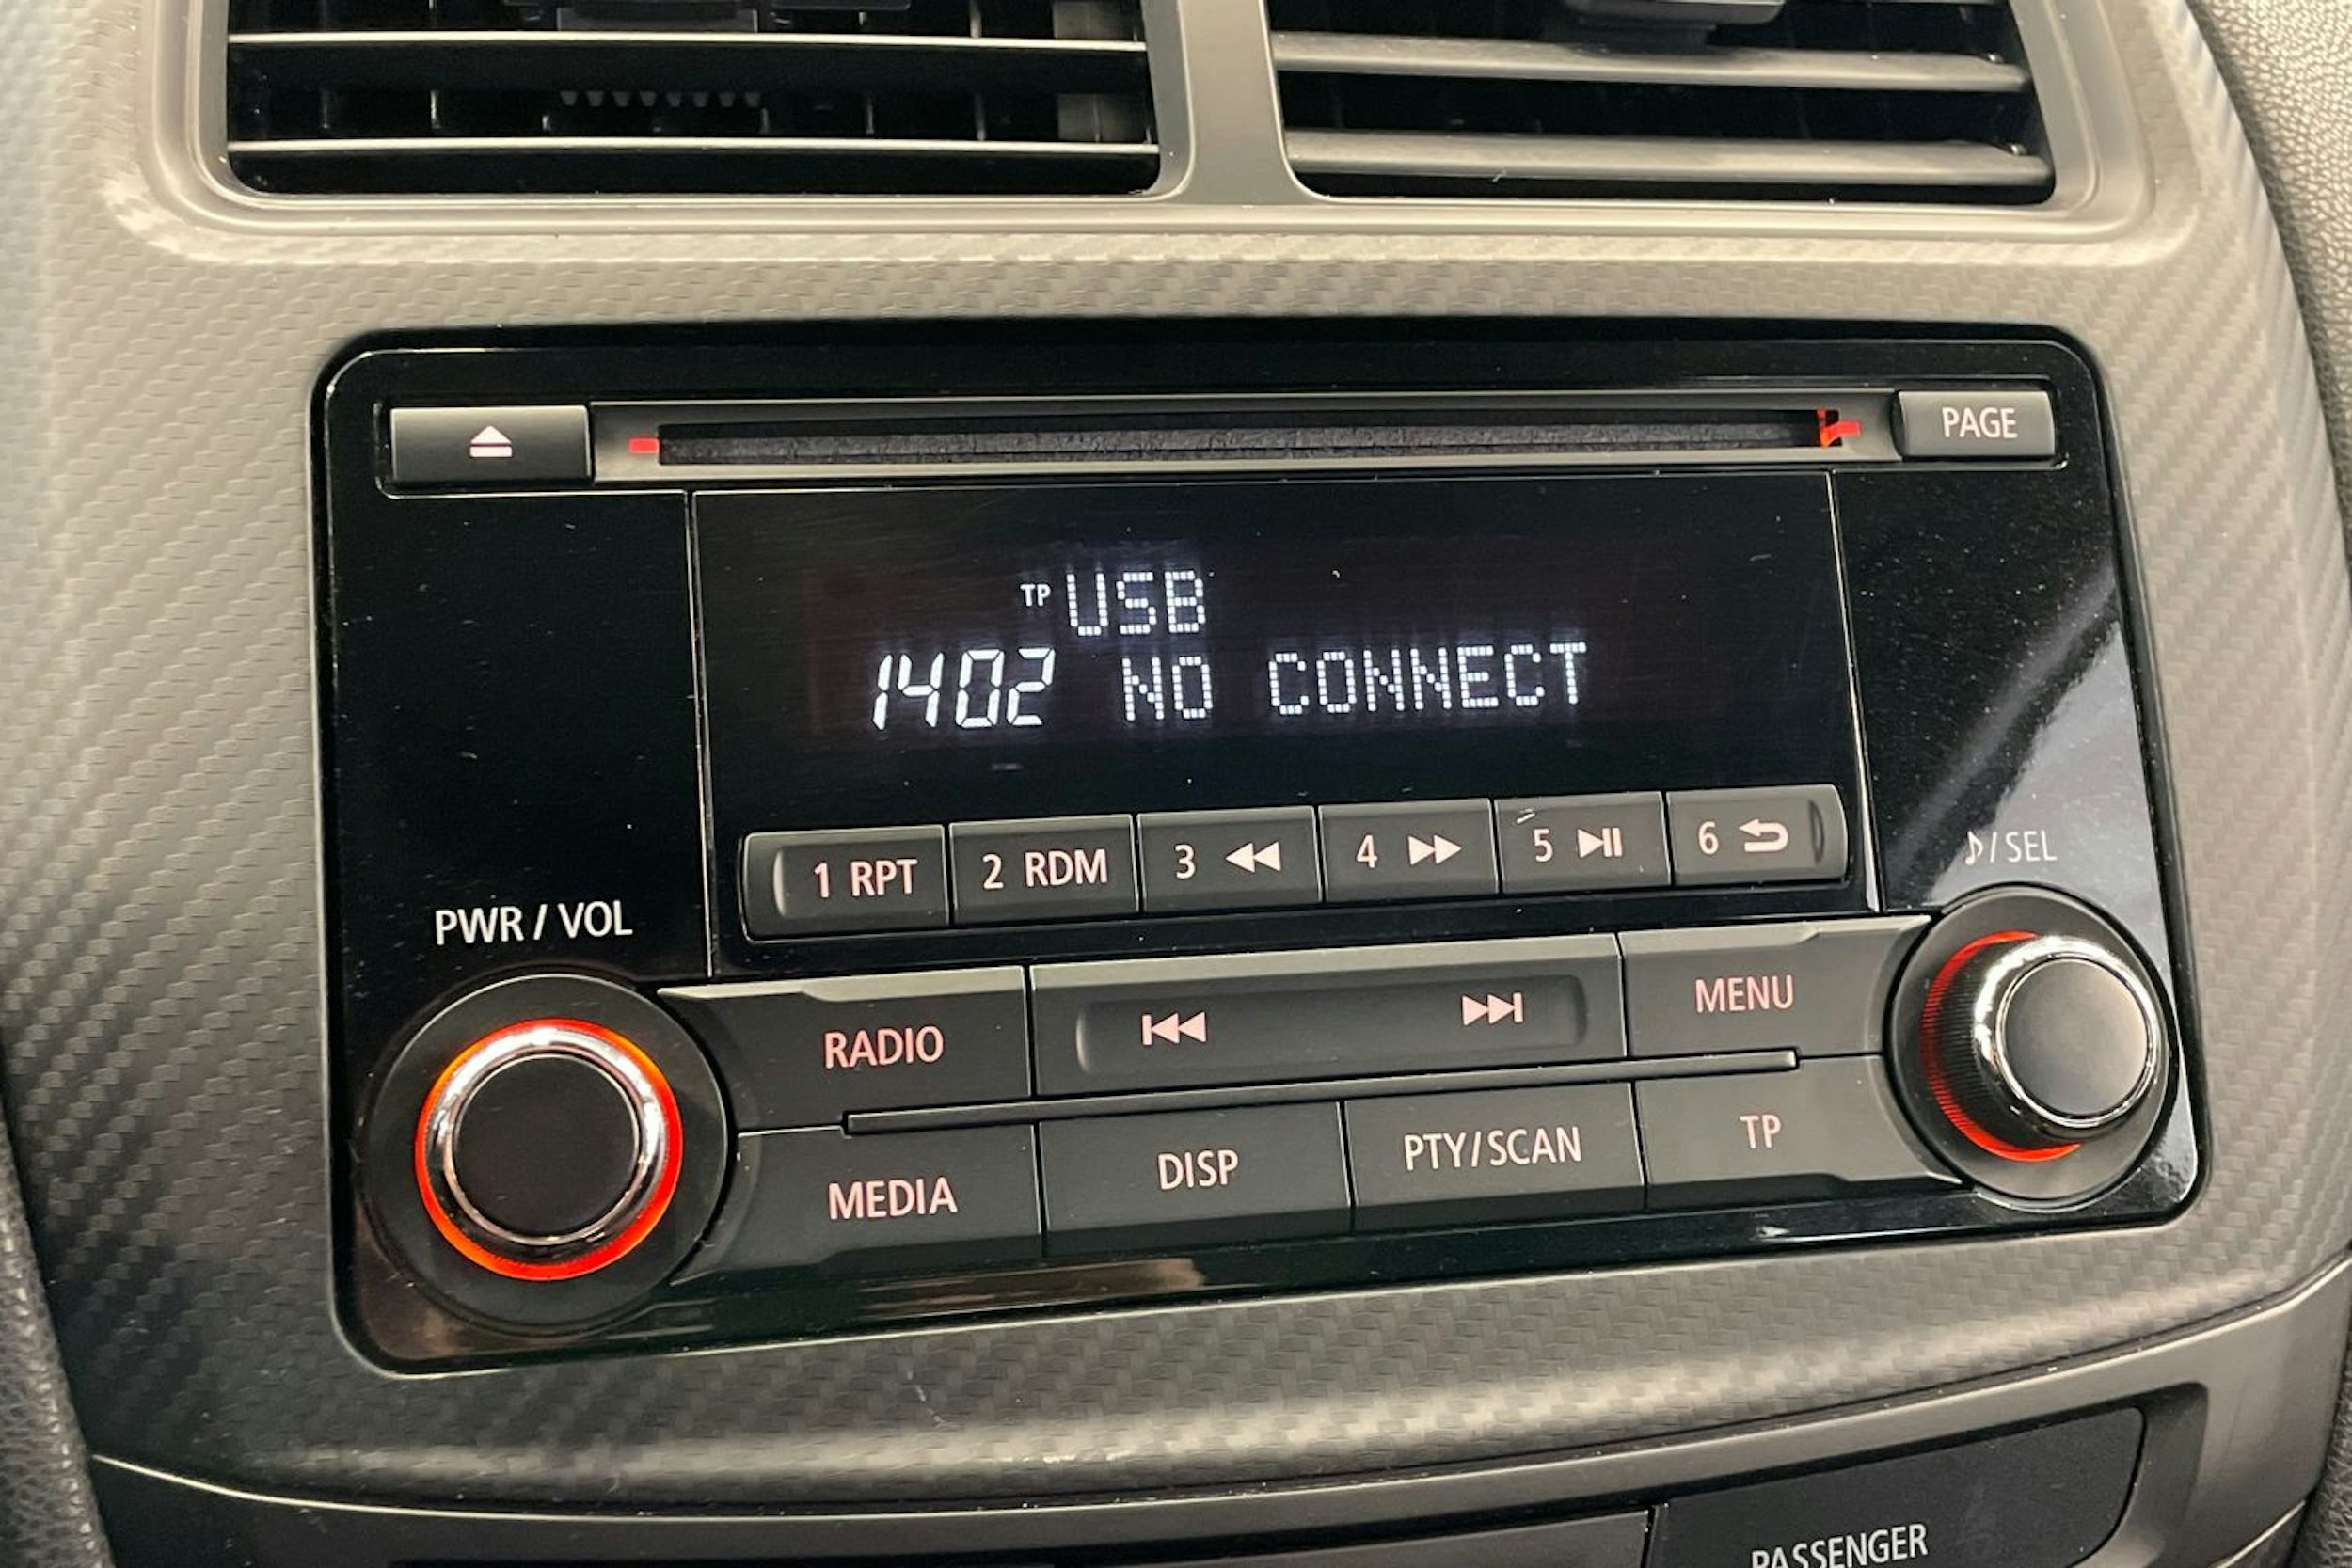 PAGE
TP USB
1402 NO CONNECT
1 RPT 2 RDM 3 4 5 6
♪/SEL
PWR / VOL
RADIO MENU
MEDIA DISP PTY/SCAN TP
PASSENGER